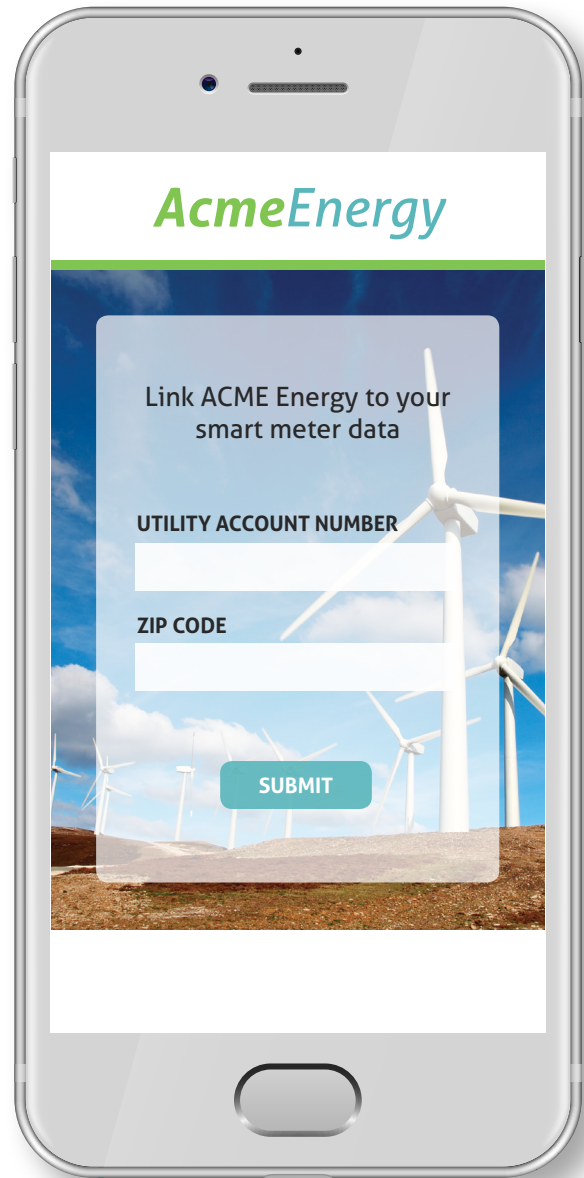 AcmeEnergy
Link ACME Energy to your
smart meter data
UTILITY ACCOUNT NUMBER
ZIP CODE
SUBMIT